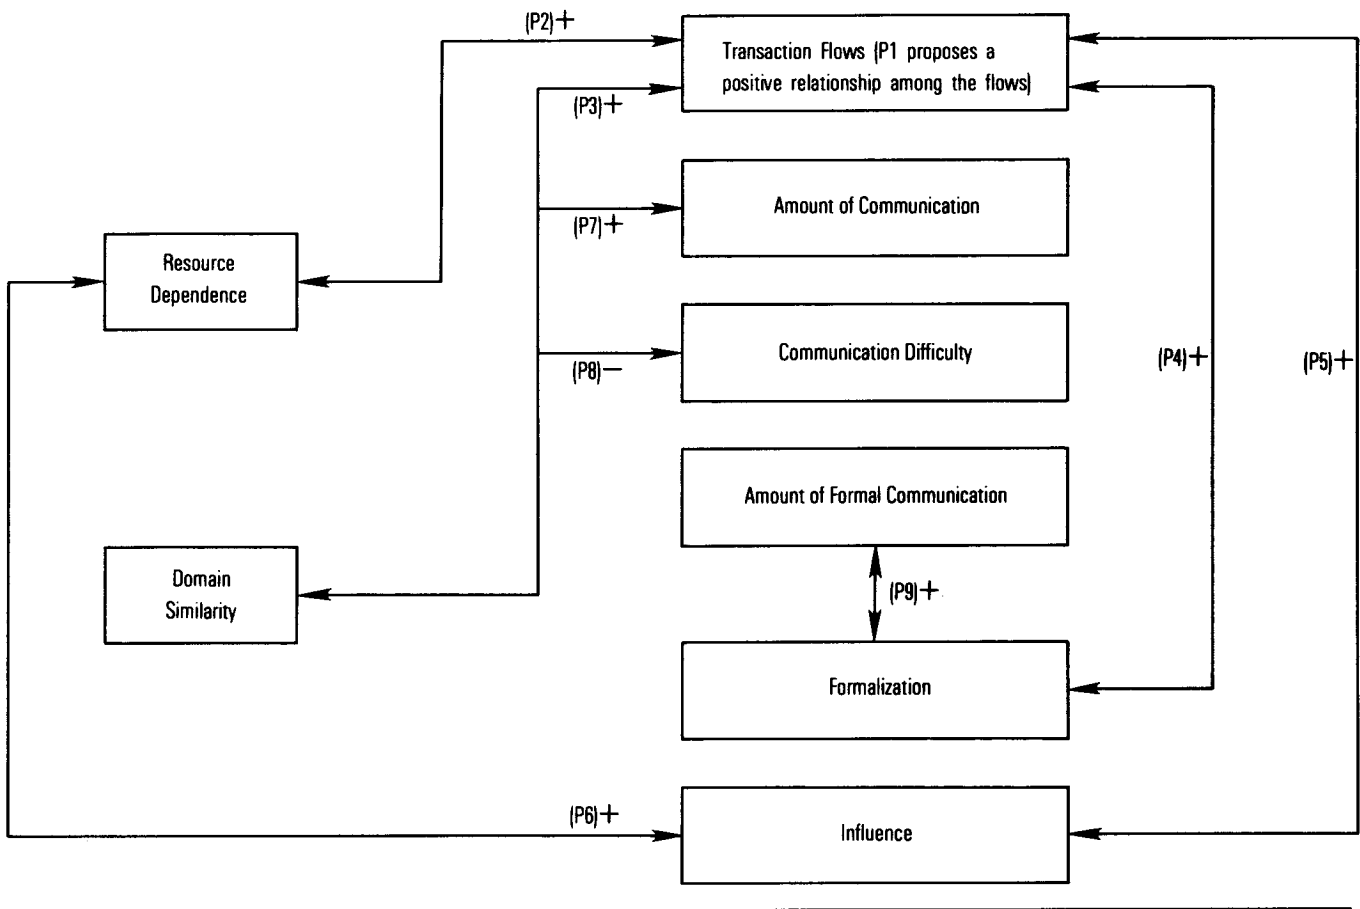 (P2)+
Transaction Flows (P1 proposes a
positive relationship among the flows)
(P3)+
Amount of Communication
(P7)+
Resource
Dependence
Communication Difficulty
(P8)−
(P4)+
(P5)+
Amount of Formal Communication
Domain
Similarity
(P9)+
Formalization
(P6)+
Influence